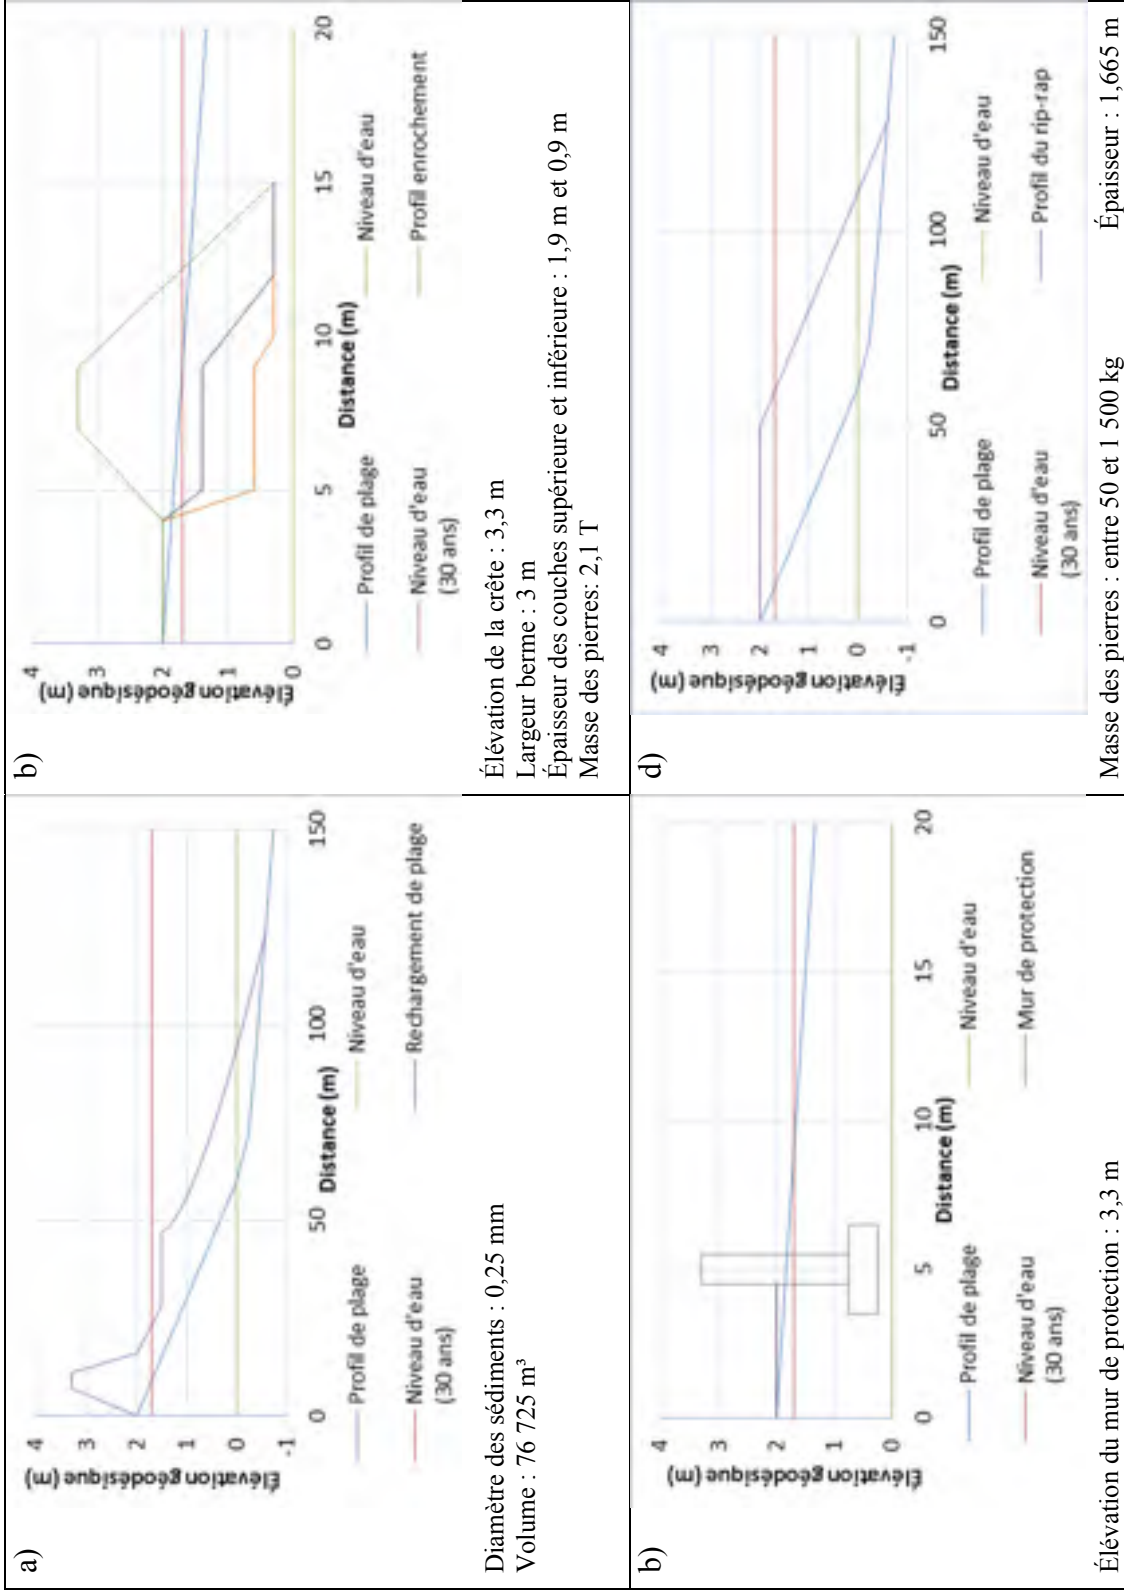 a)
4
3
2
1
0
-1
Élévation géodésique (m)
0
50
100
150
Distance (m)
Profil de plage
Niveau d'eau
Niveau d'eau
(30 ans)
Rechargement de plage
Diamètre des sédiments : 0,25 mm
Volume : 76 725 m³
b)
4
3
2
1
0
Élévation géodésique (m)
0
5
10
15
20
Distance (m)
Profil de plage
Niveau d'eau
Niveau d'eau
(30 ans)
Profil enrochement
Élévation de la crête : 3,3 m
Largeur berme : 3 m
Épaisseur des couches supérieure et inférieure : 1,9 m et 0,9 m
Masse des pierres: 2,1 T
b)
4
3
2
1
0
Élévation géodésique (m)
0
5
10
15
20
Distance (m)
Profil de plage
Niveau d'eau
Niveau d'eau
(30 ans)
Mur de protection
Élévation du mur de protection : 3,3 m
d)
4
3
2
1
0
-1
Élévation géodésique (m)
0
50
100
150
Distance (m)
Profil de plage
Niveau d'eau
Niveau d'eau
(30 ans)
Profil du rip-rap
Masse des pierres : entre 50 et 1 500 kg Épaisseur : 1,665 m